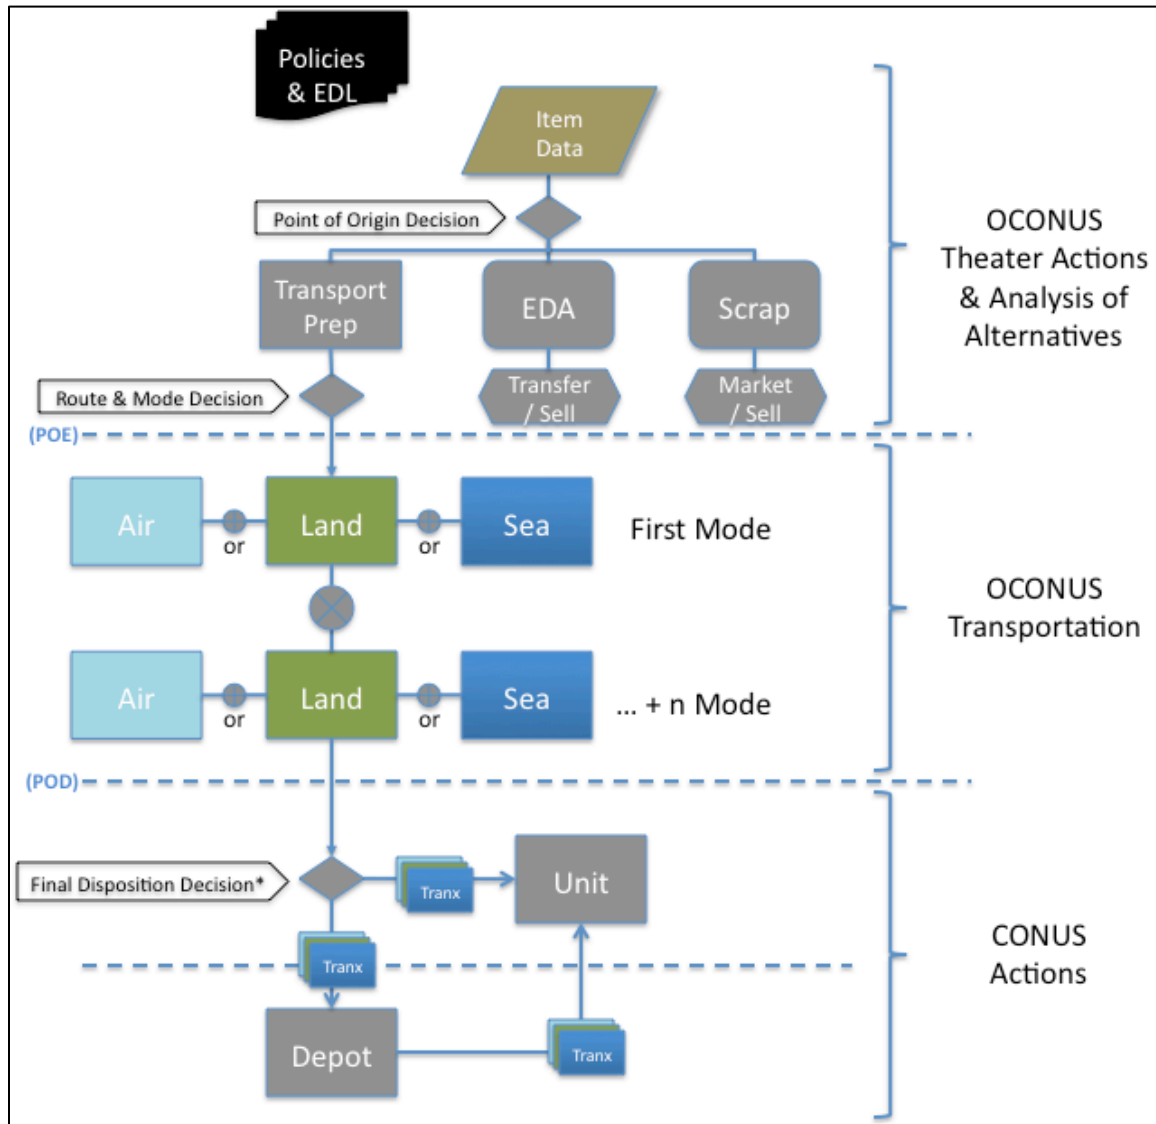 Policies
& EDL
Item
Data
Point of Origin Decision
OCONUS
Theater Actions
& Analysis of
Alternatives
Transport
Prep
EDA
Scrap
Transfer
/ Sell
Market
/ Sell
Route & Mode Decision
(POE)
Air
or
Land
or
Sea
First Mode
OCONUS
Transportation
Air
or
Land
or
Sea
... + n Mode
(POD)
Final Disposition Decision*
Tranx
Unit
Tranx
CONUS
Actions
Depot
Tranx